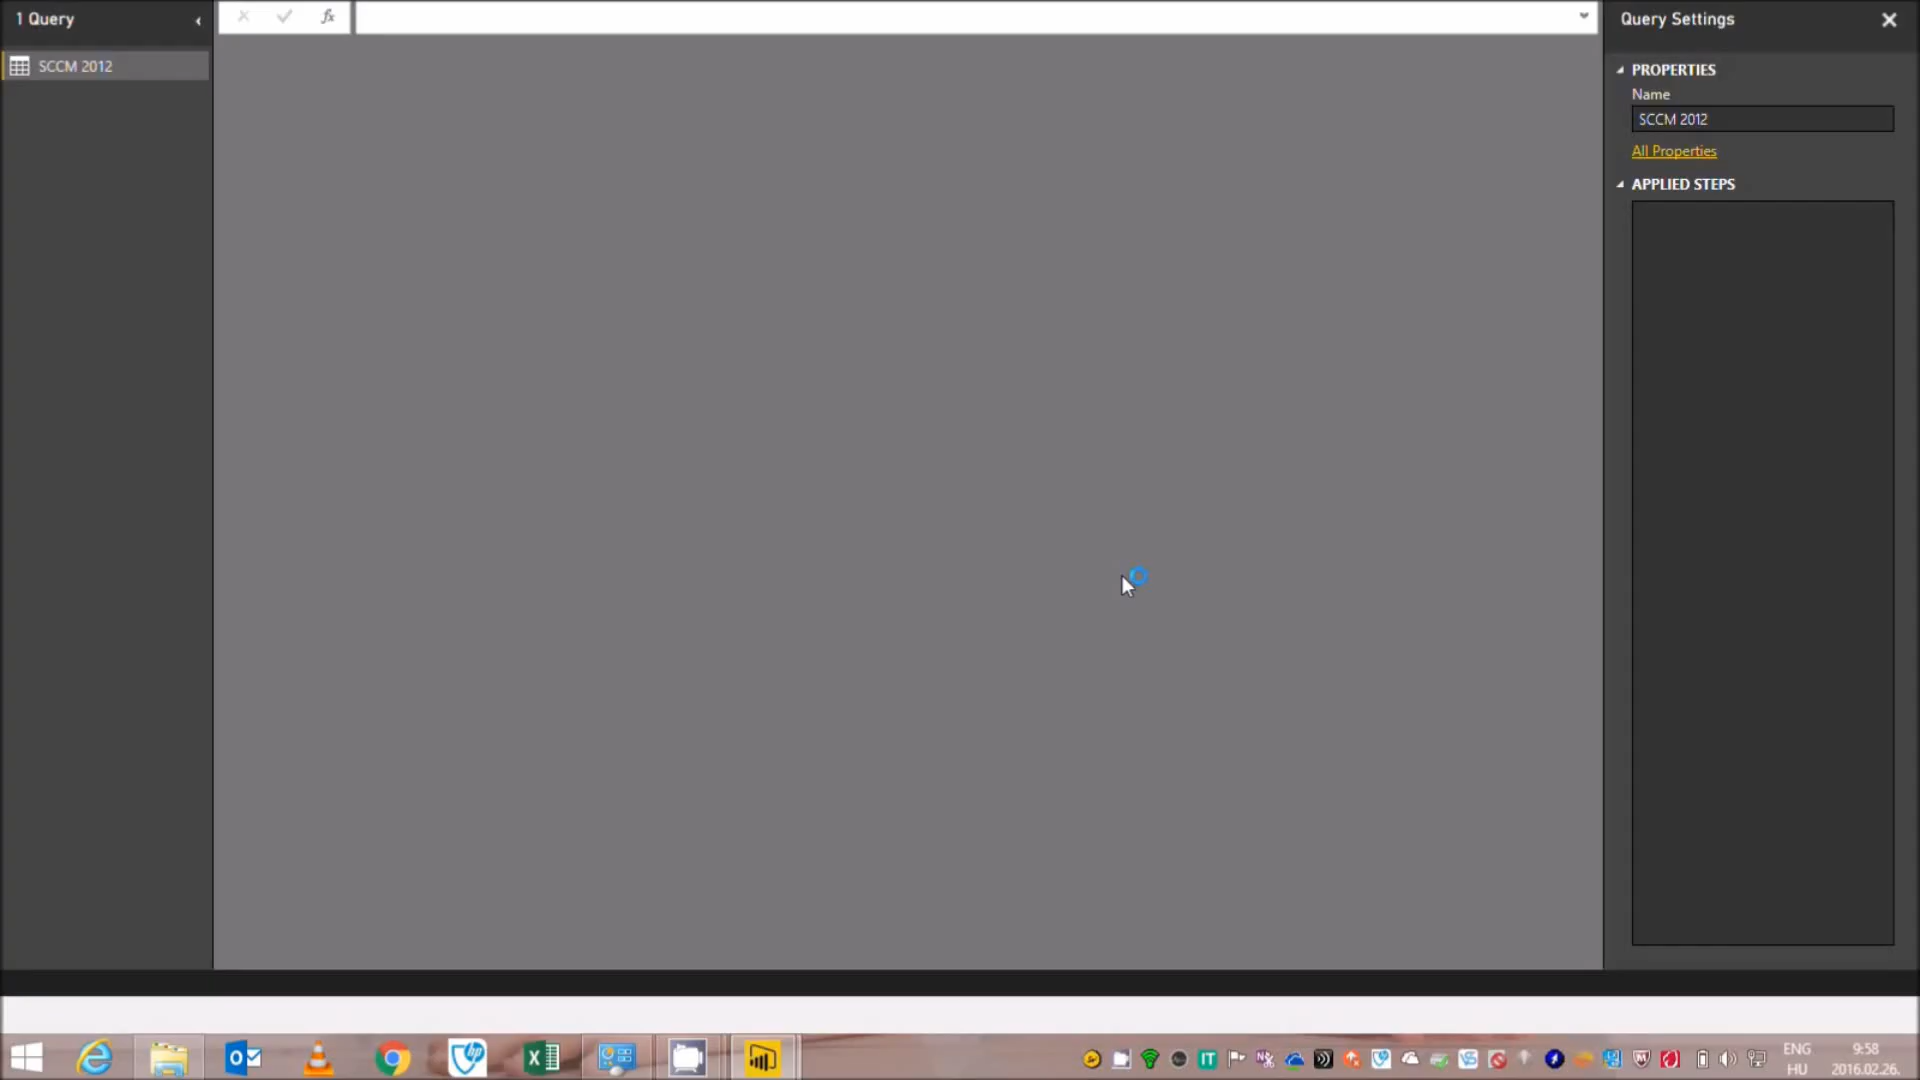 1 Query
fx
Query Settings
SCCM 2012
PROPERTIES
Name
SCCM 2012
All Properties
APPLIED STEPS
ENG
HU
9:58
2016.02.26.